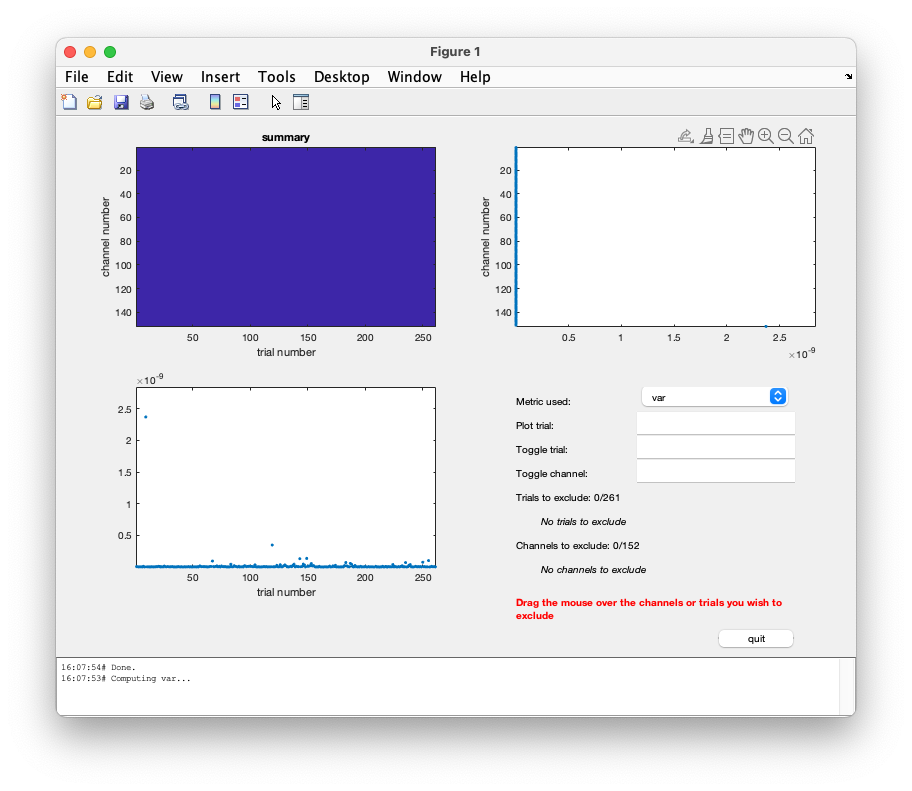 Figure 1
File Edit View Insert Tools Desktop Window Help
summary
20
40
60
80
100
120
140
channel number
50 100 150 200 250
trial number
20
40
60
80
100
120
140
channel number
0.5 1 1.5 2 2.5
×10⁻⁹
×10⁻⁹
2.5
2
1.5
1
0.5
50 100 150 200 250
trial number
Metric used: var
Plot trial:
Toggle trial:
Toggle channel:
Trials to exclude: 0/261
No trials to exclude
Channels to exclude: 0/152
No channels to exclude
Drag the mouse over the channels or trials you wish to
exclude
quit
16:07:54# Done.
16:07:53# Computing var...